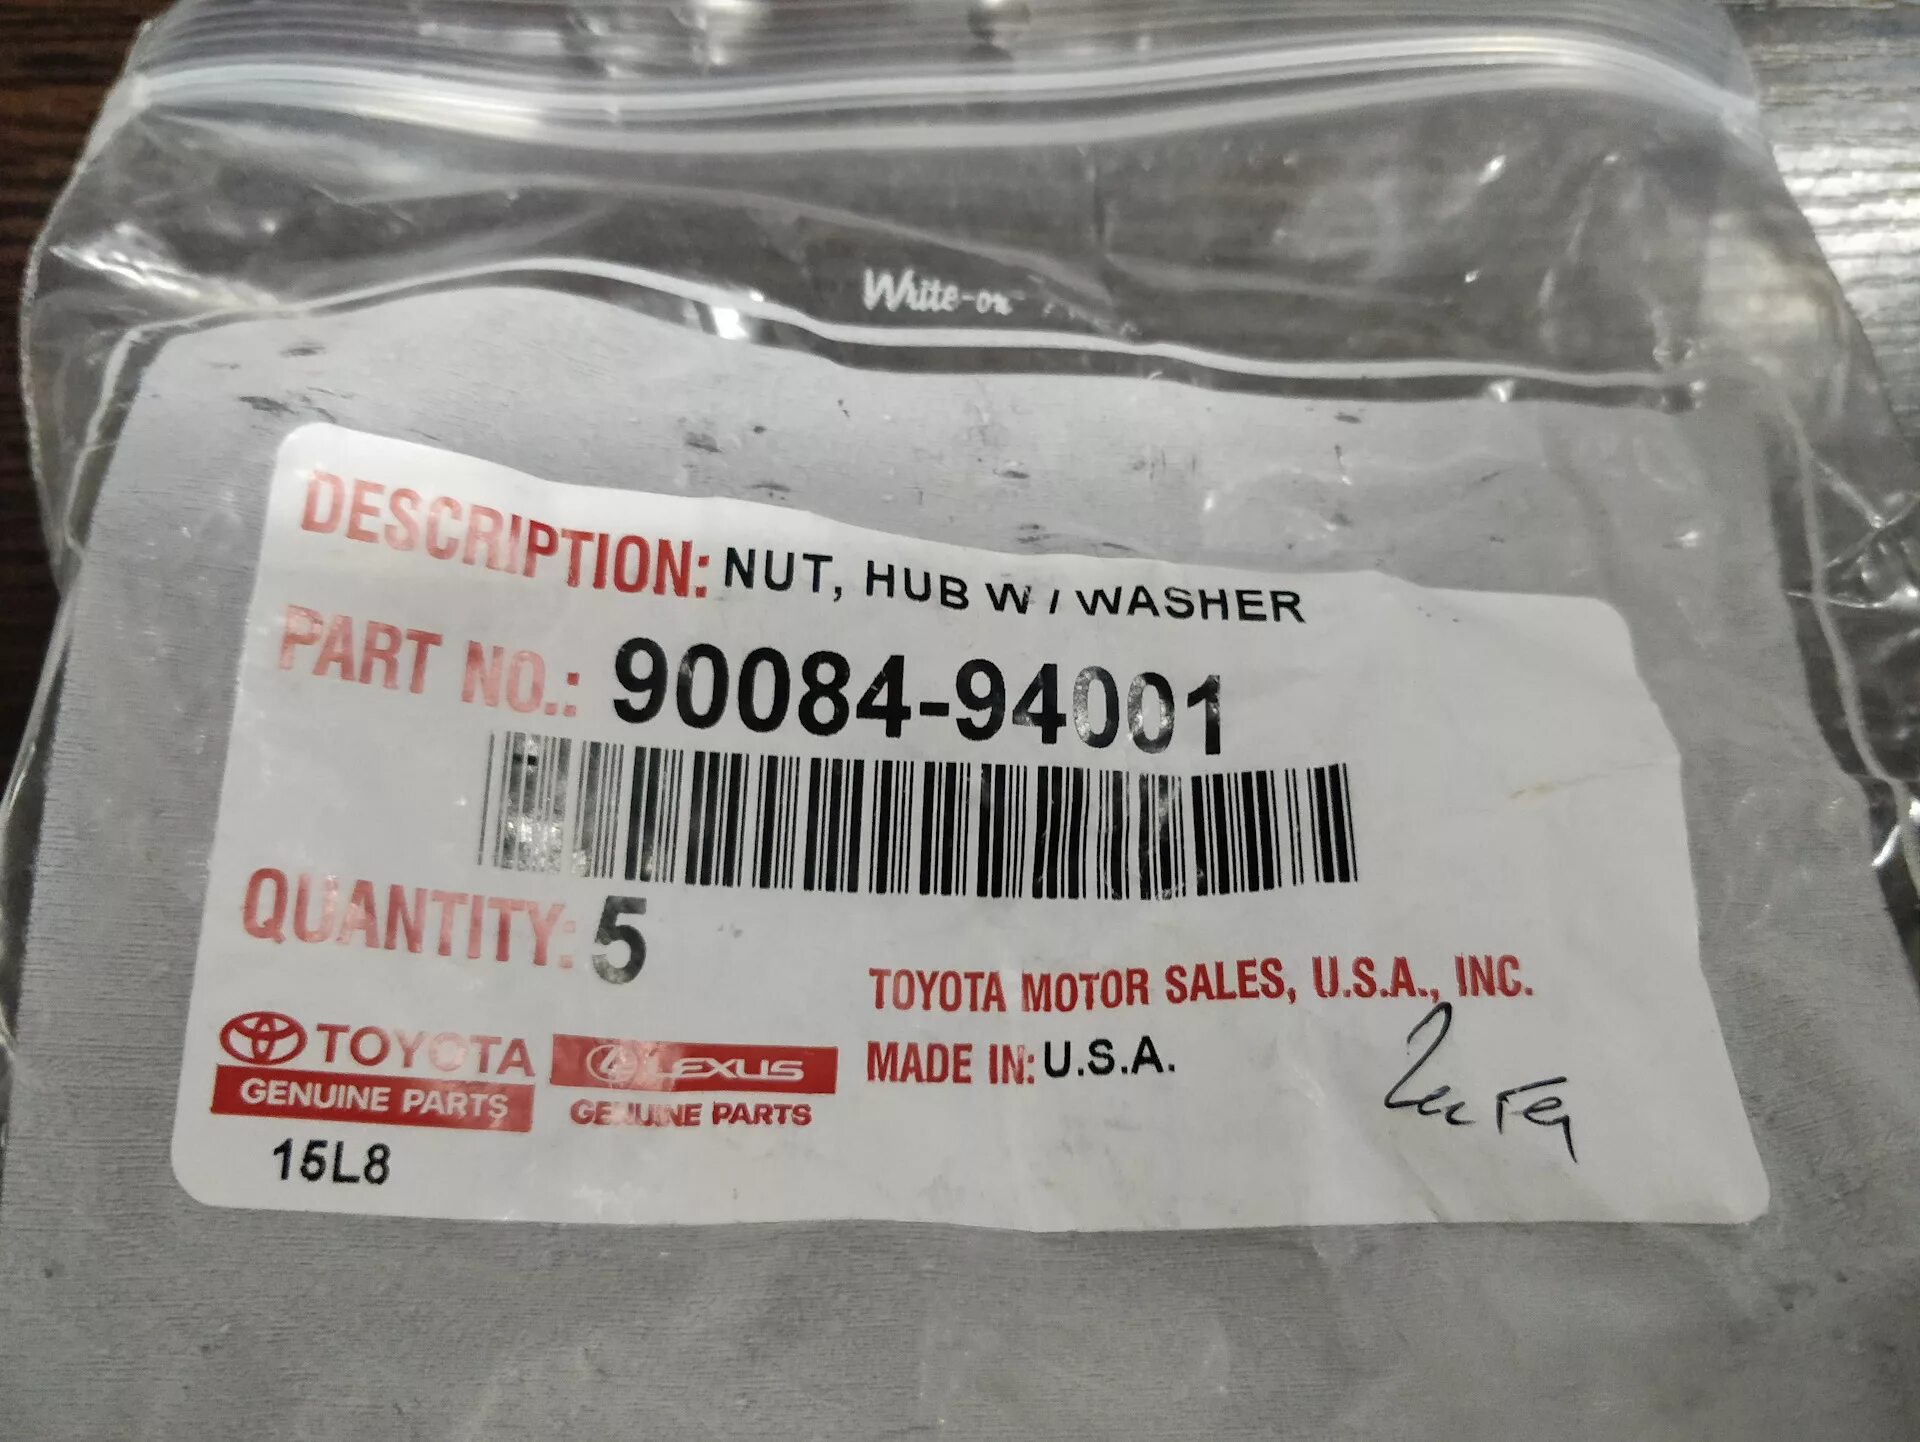 Write-on
DESCRIPTION: NUT, HUB W / WASHER
PART NO.: 90084-94001
QUANTITY: 5
TOYOTA MOTOR SALES, U.S.A., INC.
MADE IN: U.S.A.
TOYOTA
GENUINE PARTS
LEXUS
GENUINE PARTS
15L8